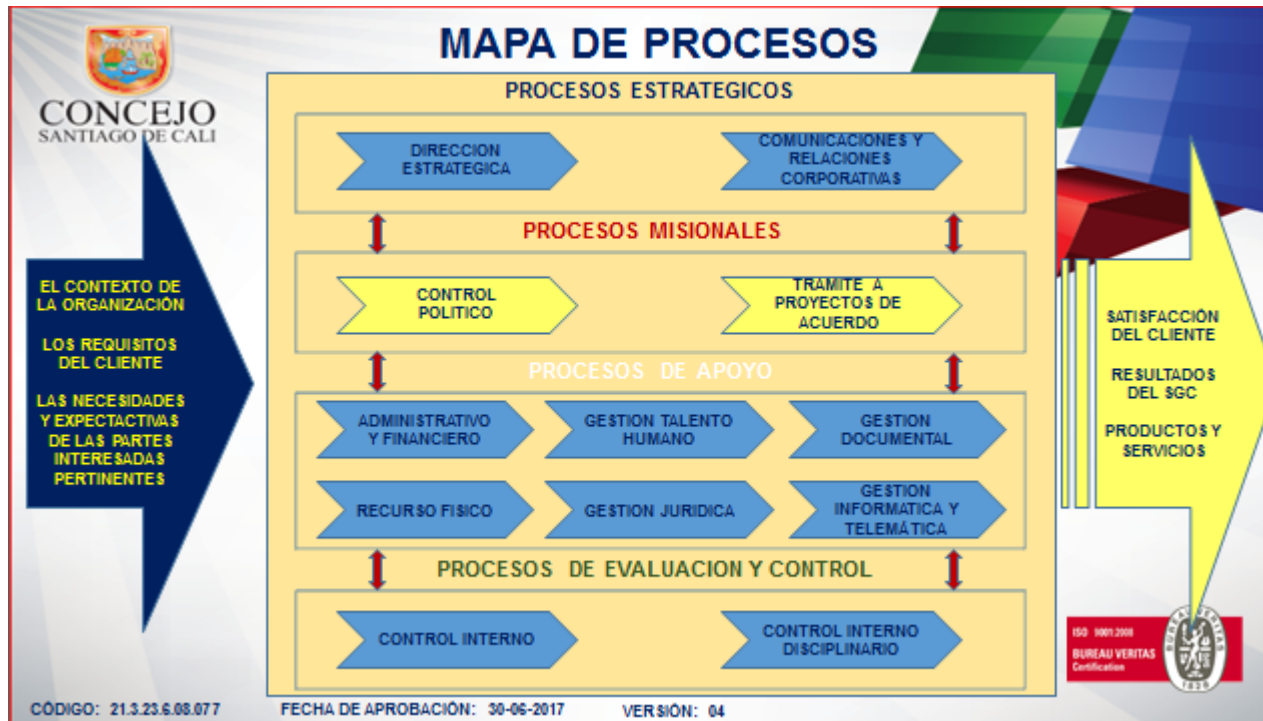 MAPA DE PROCESOS
CONCEJO
SANTIAGO DE CALI
PROCESOS ESTRATEGICOS
DIRECCION
ESTRATEGICA
COMUNICACIONES Y
RELACIONES
CORPORATIVAS
PROCESOS MISIONALES
EL CONTEXTO DE
LA ORGANIZACIÓN
LOS REQUISITOS
DEL CLIENTE
LAS NECESIDADES
Y EXPECTACTIVAS
DE LAS PARTES
INTERESADAS
PERTINENTES
CONTROL
POLITICO
TRAMITE A
PROYECTOS DE
ACUERDO
PROCESOS DE APOYO
ADMINISTRATIVO
Y FINANCIERO
GESTION TALENTO
HUMANO
GESTION
DOCUMENTAL
RECURSO FISICO
GESTION JURIDICA
GESTION
INFORMATICA Y
TELEMÁTICA
PROCESOS DE EVALUACION Y CONTROL
CONTROL INTERNO
CONTROL INTERNO
DISCIPLINARIO
SATISFACCIÓN
DEL CLIENTE
RESULTADOS
DEL SGC
PRODUCTOS Y
SERVICIOS
ISO 9001:2008
BUREAU VERITAS
Certification
BUREAU VERITAS
1828
CÓDIGO: 21.3.23.6.08.077
FECHA DE APROBACIÓN: 30-06-2017
VERSIÓN: 04